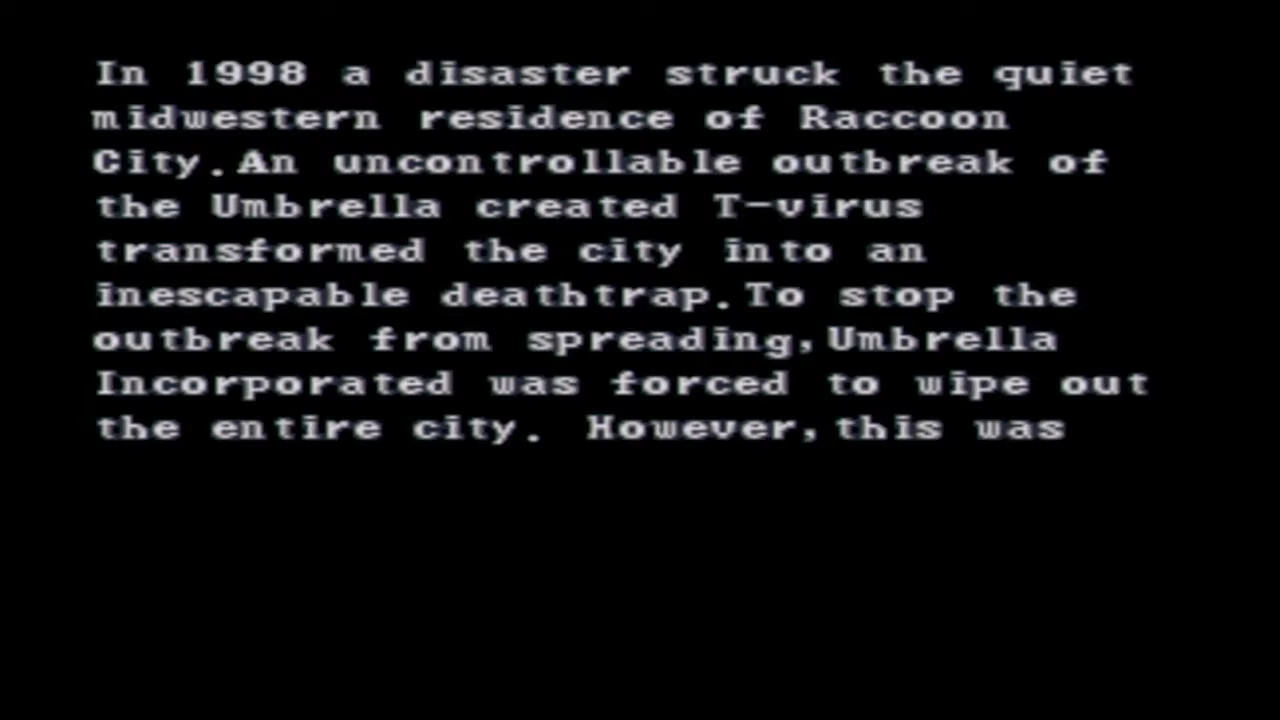 In 1998 a disaster struck the quiet
midwestern residence of Raccoon
City.An uncontrollable outbreak of
the Umbrella created T-virus
transformed the city into an
inescapable deathtrap.To stop the
outbreak from spreading,Umbrella
Incorporated was forced to wipe out
the entire city. However,this was